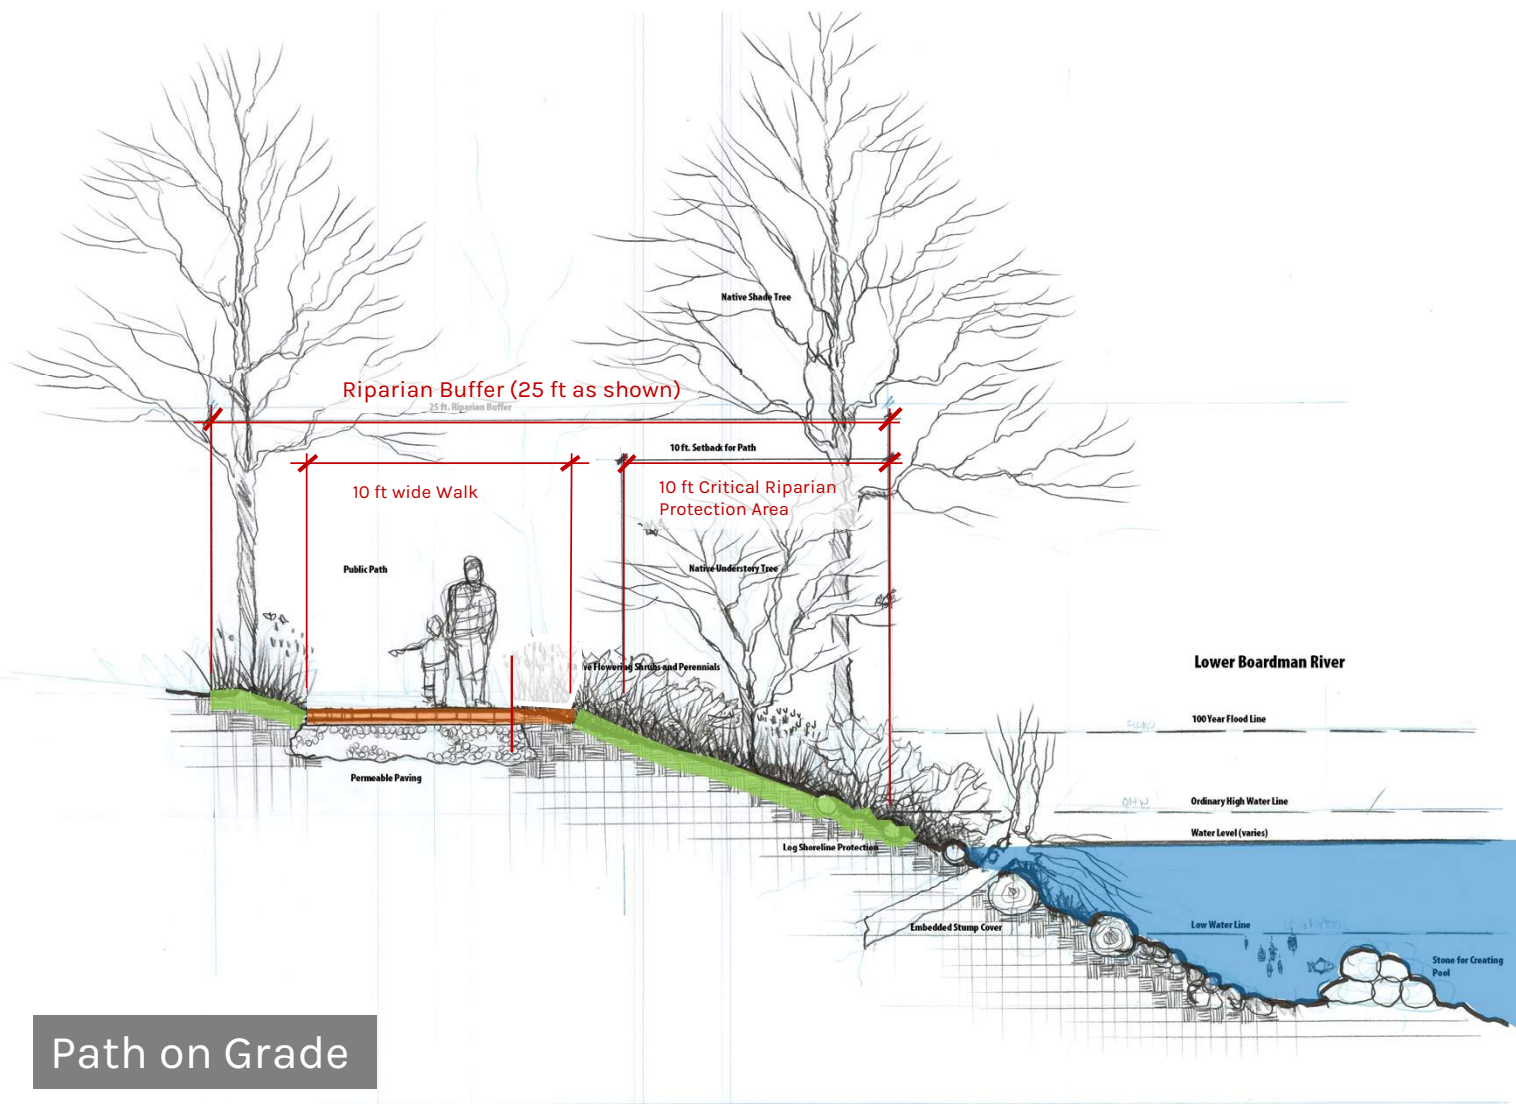 Native Shade Tree
Riparian Buffer (25 ft as shown)
25 ft. Riparian Buffer
10 ft. Setback for Path
10 ft wide Walk
10 ft Critical Riparian
Protection Area
Public Path
Native Understory Tree
Flowering Shrubs and Perennials
Lower Boardman River
100 Year Flood Line
Permeable Paving
OHW
Ordinary High Water Line
Water Level (varies)
Log Shoreline Protection
Embedded Stump Cover
Low Water Line
Stone for Creating
Pool
Path on Grade